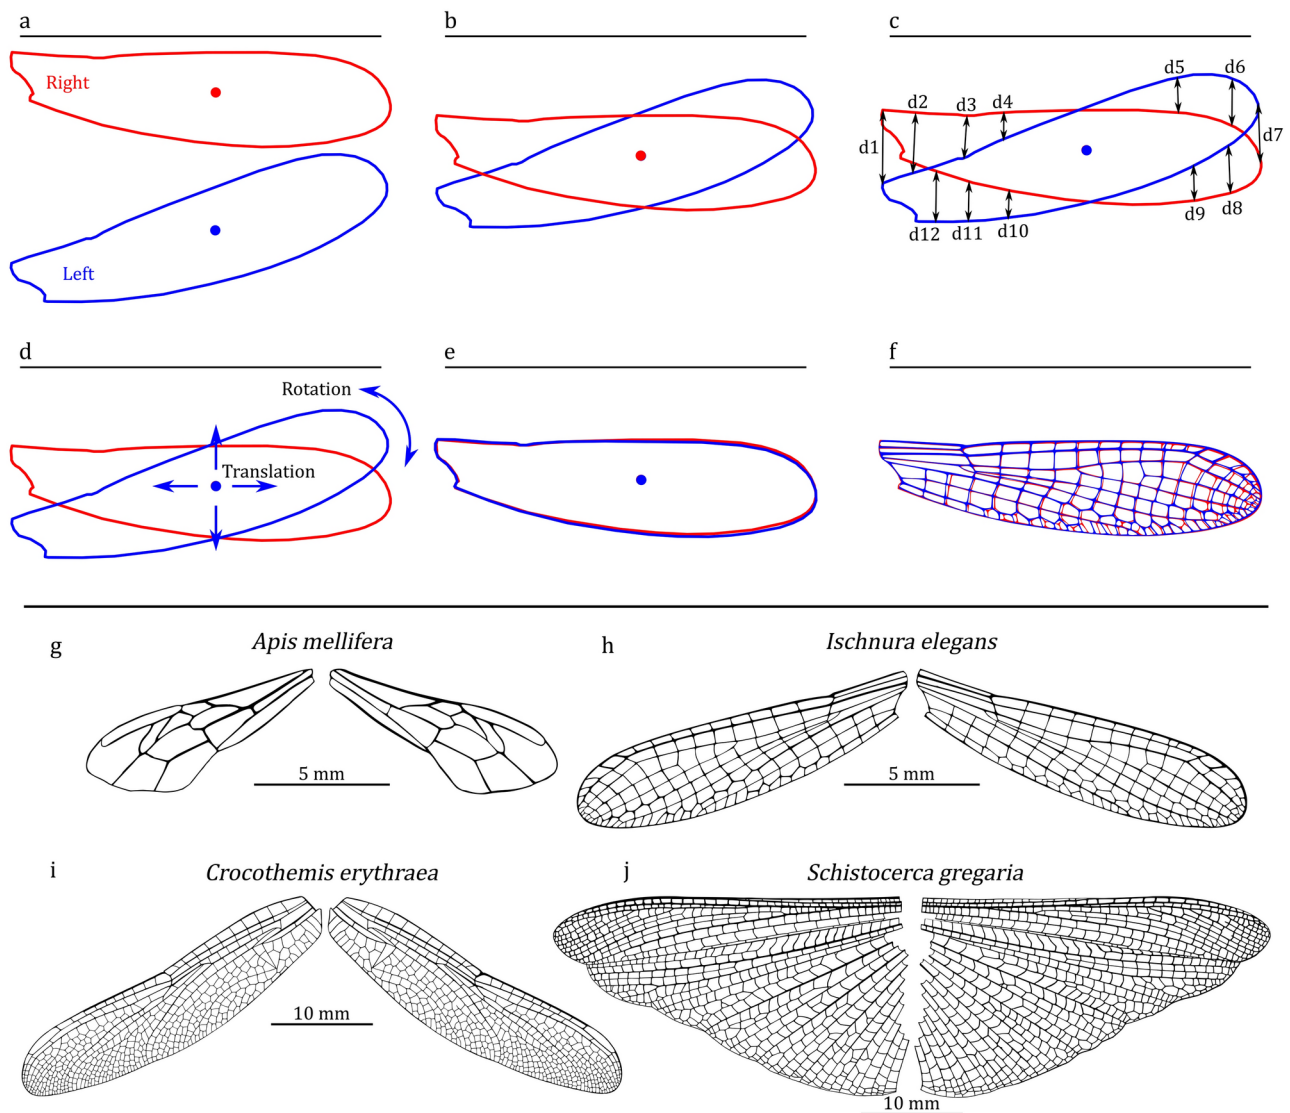 a
b
c
Right
Left
d1
d2
d3
d4
d5
d6
d7
d8
d9
d10
d11
d12
d
e
f
Rotation
Translation
g
Apis mellifera
h
Ischnura elegans
5 mm
5 mm
i
Crocothemis erythraea
j
Schistocerca gregaria
10 mm
10 mm